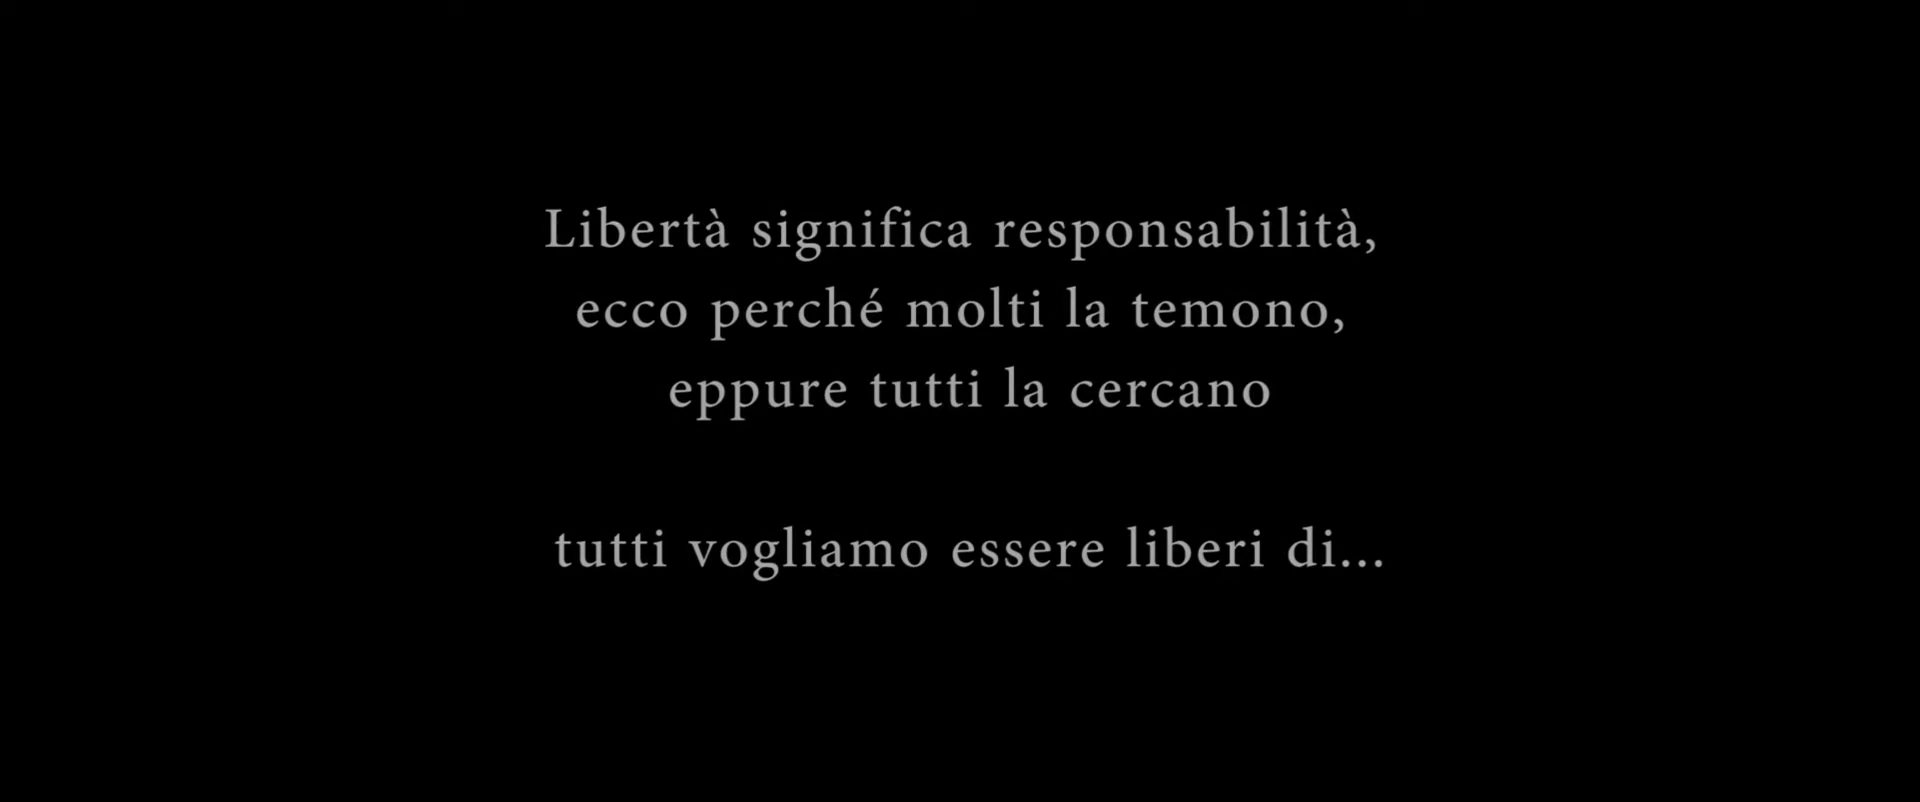 Libertà significa responsabilità,
ecco perché molti la temono,
eppure tutti la cercano
tutti vogliamo essere liberi di...